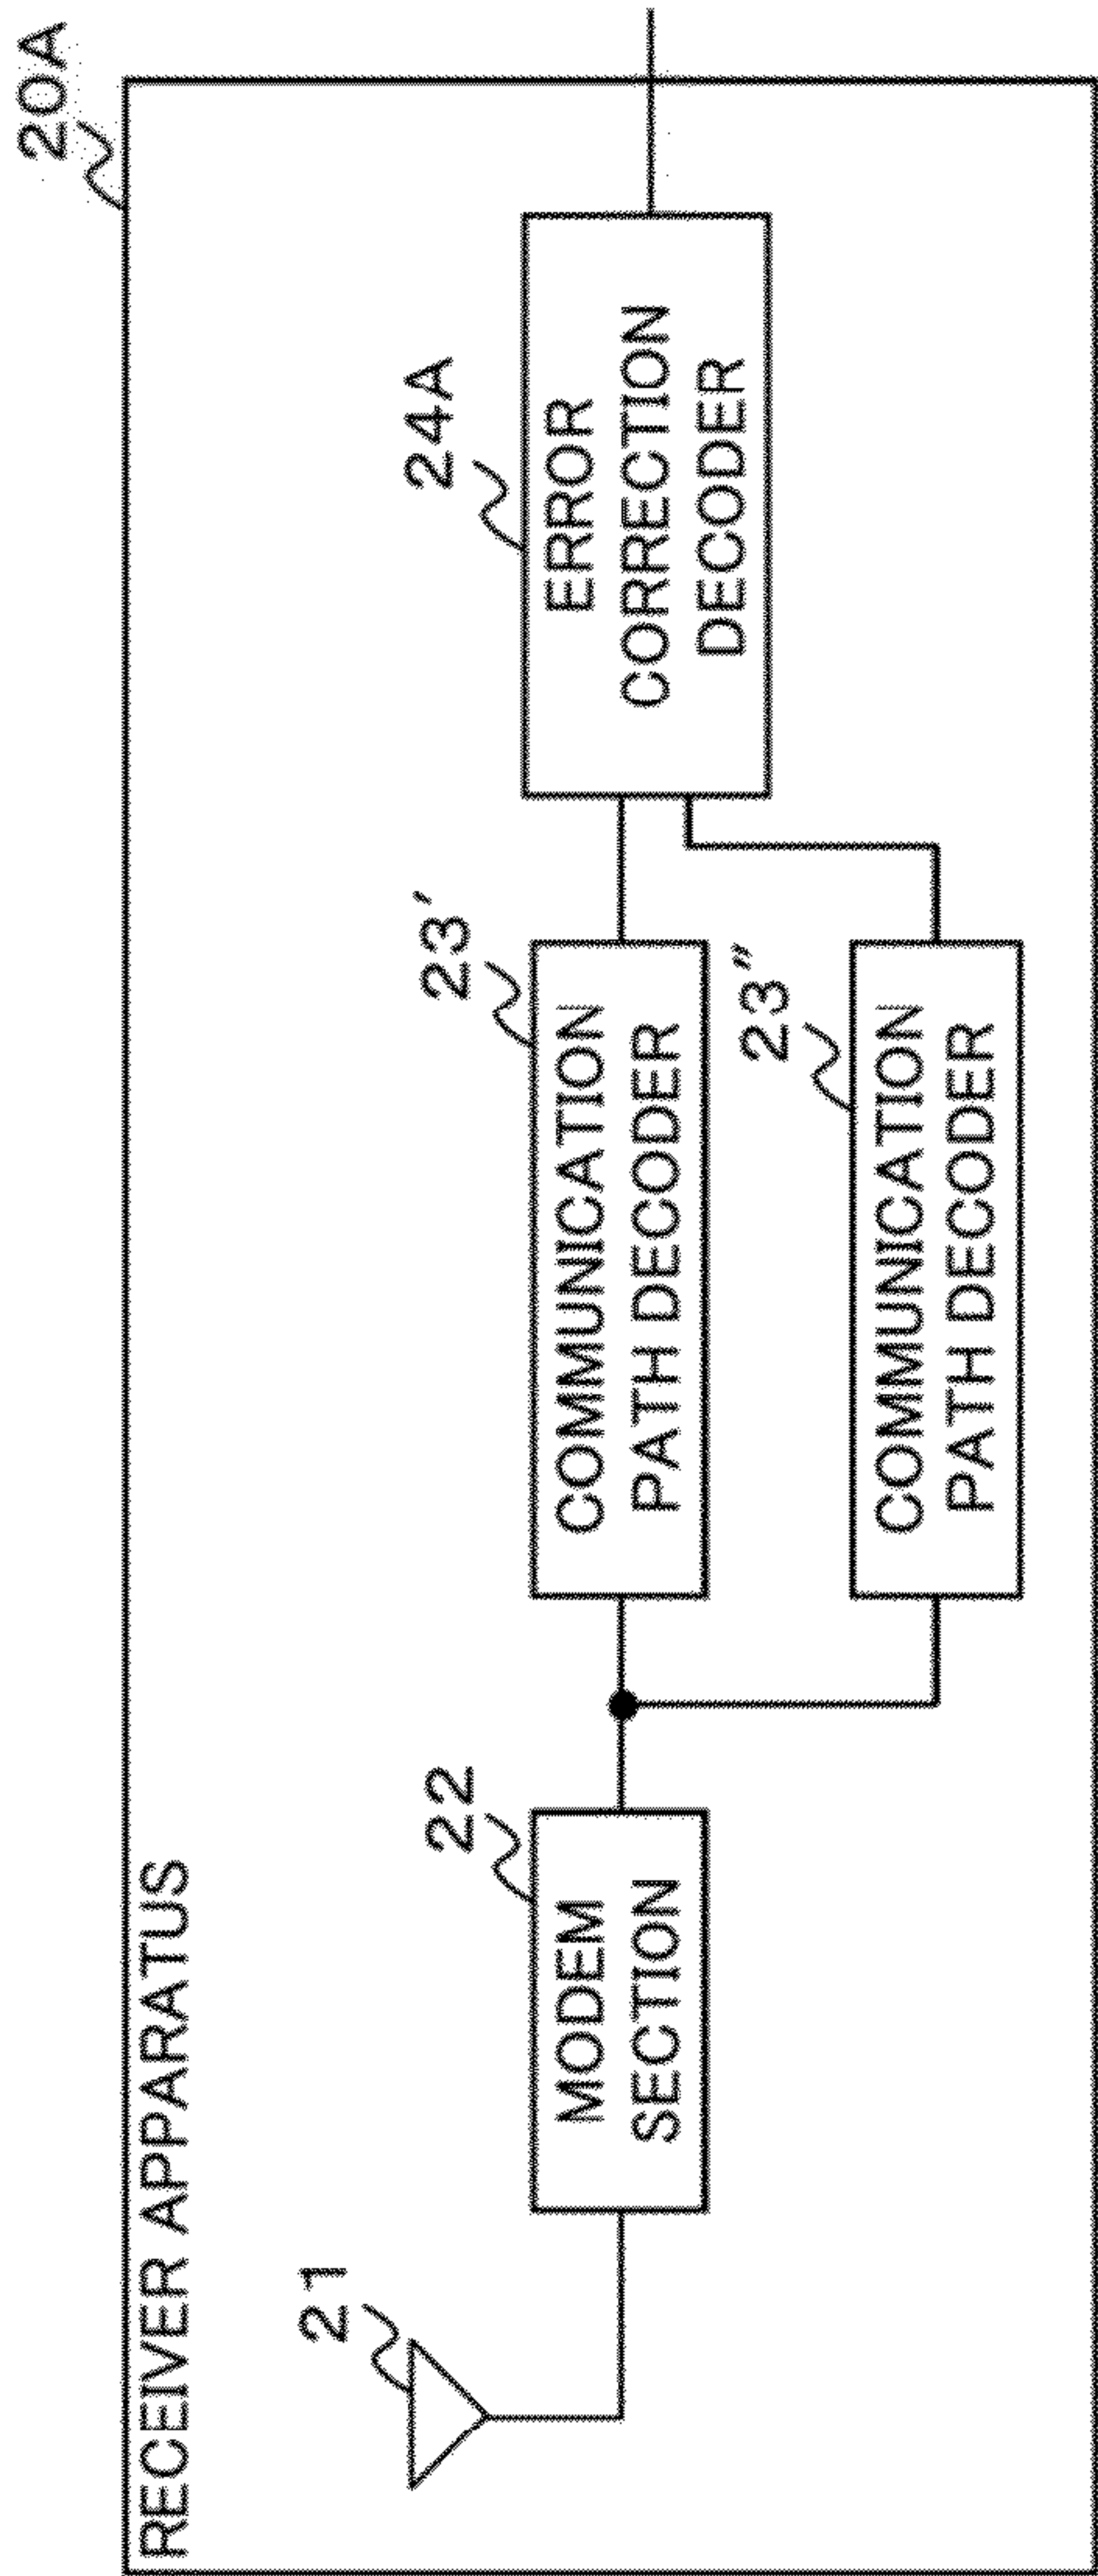 20A
RECEIVER APPARATUS
21
22
MODEM
SECTION
23′
COMMUNICATION
PATH DECODER
23″
COMMUNICATION
PATH DECODER
24A
ERROR
CORRECTION
DECODER